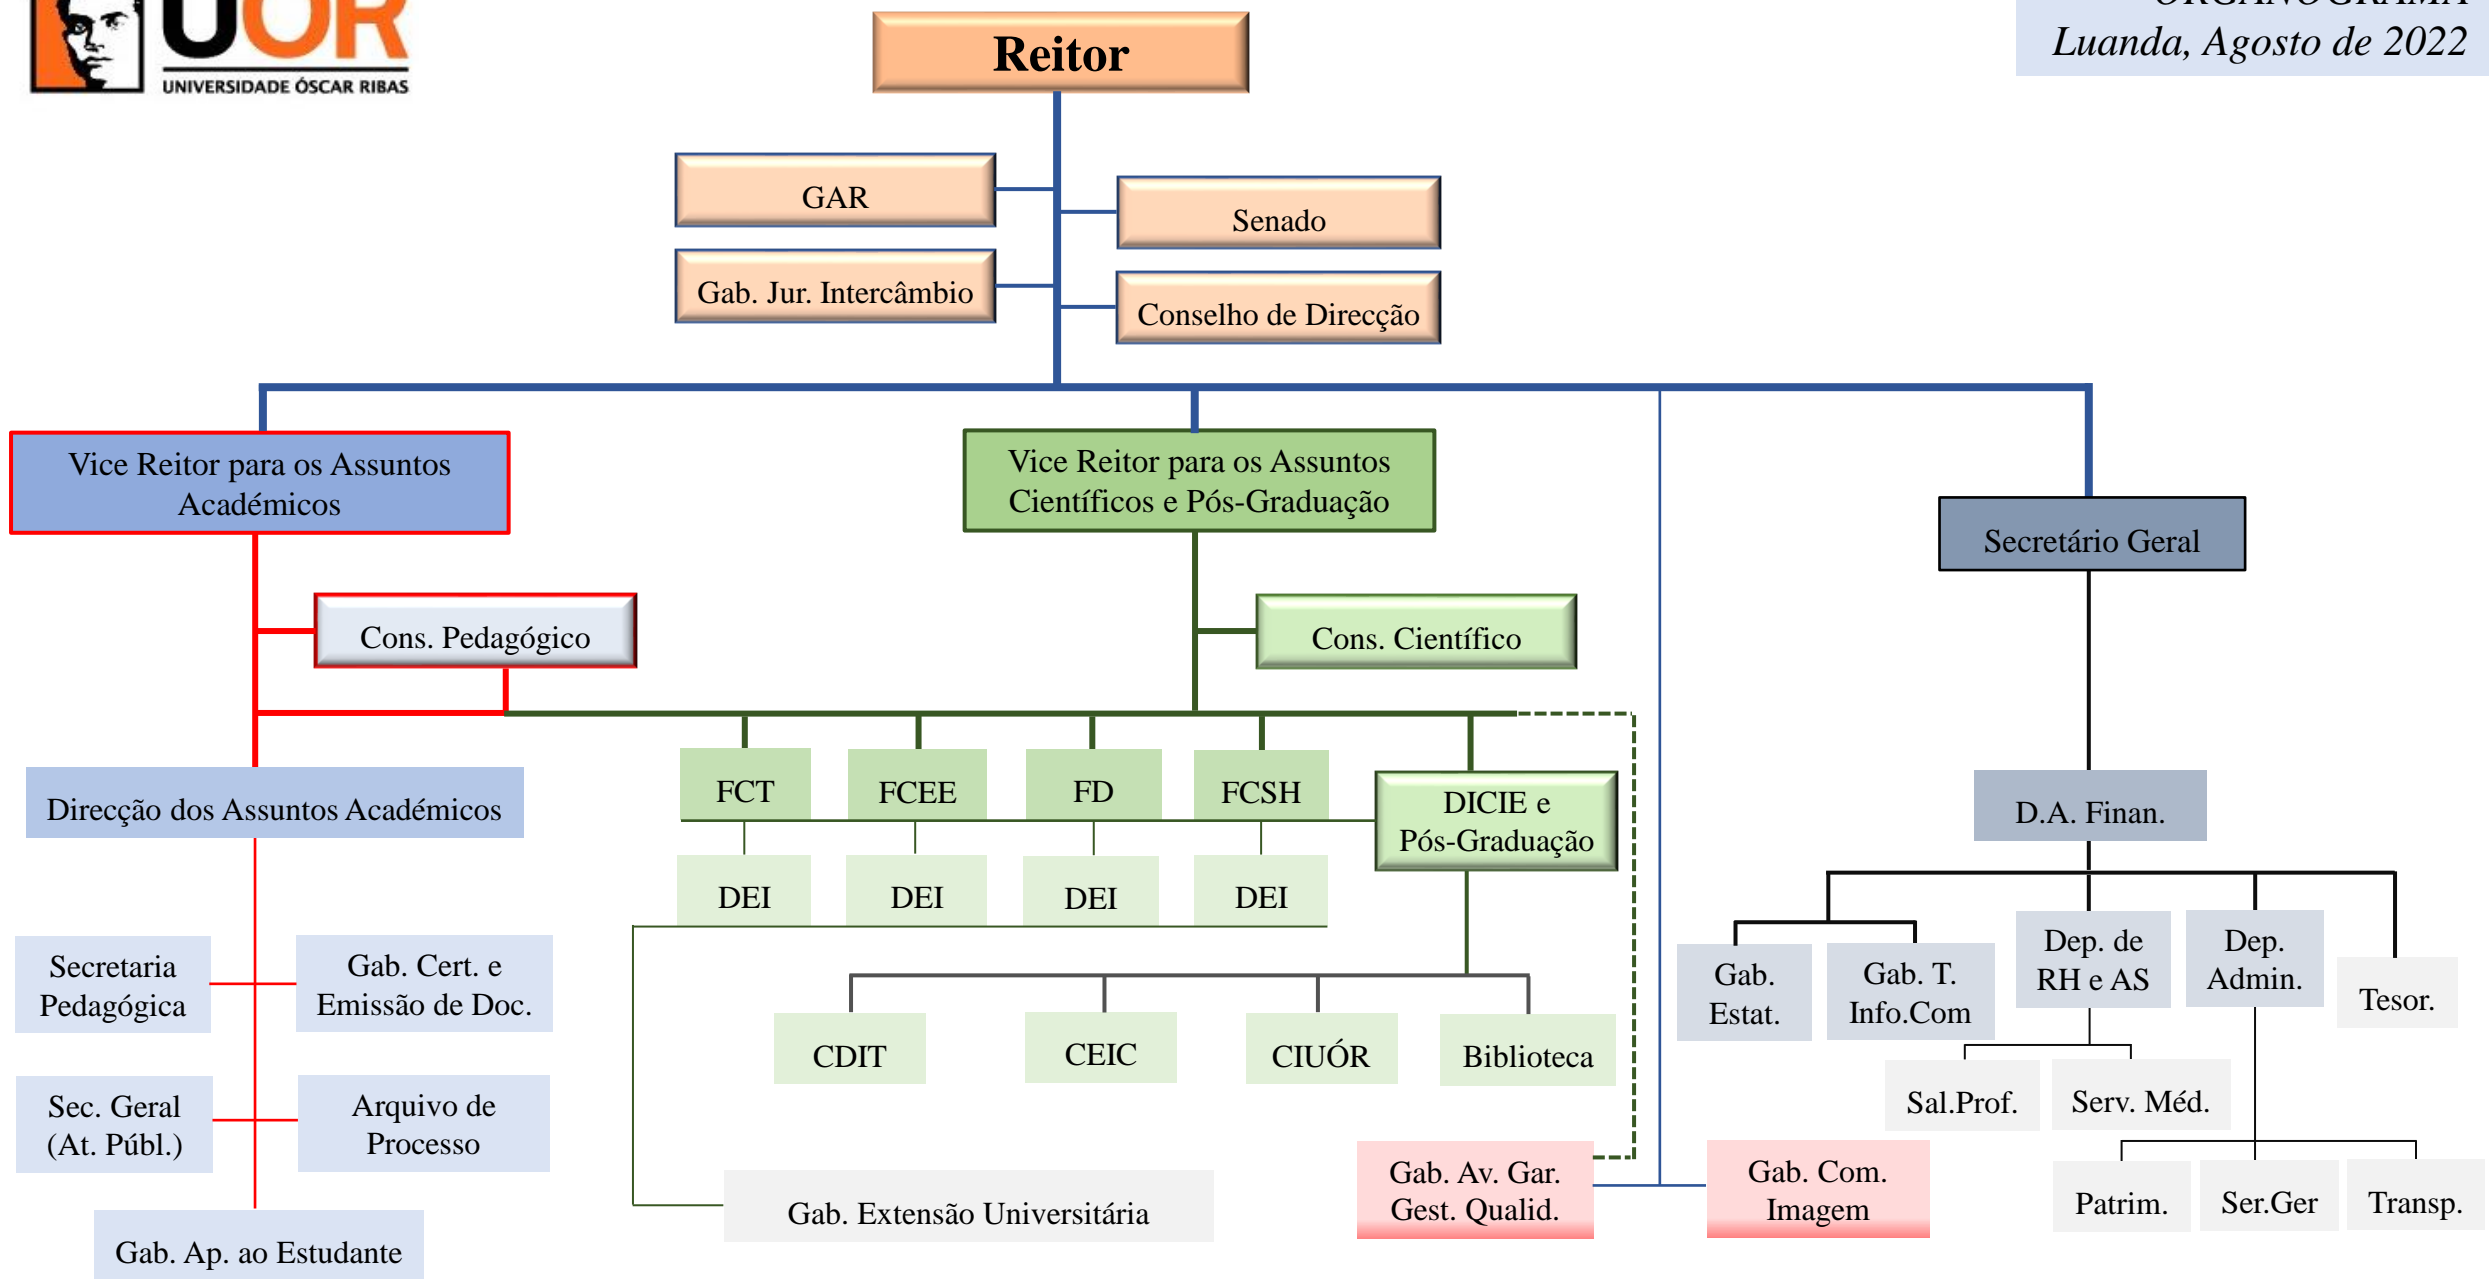 UOR
UNIVERSIDADE ÓSCAR RIBAS
ORGANOGRAMA
Luanda, Agosto de 2022
Reitor
GAR
Senado
Gab. Jur. Intercâmbio
Conselho de Direcção
Vice Reitor para os Assuntos
Académicos
Vice Reitor para os Assuntos
Científicos e Pós-Graduação
Secretário Geral
Cons. Pedagógico
Cons. Científico
Direcção dos Assuntos Académicos
FCT
FCEE
FD
FCSH
DICIE e
Pós-Graduação
D.A. Finan.
DEI
DEI
DEI
DEI
Secretaria
Pedagógica
Gab. Cert. e
Emissão de Doc.
Gab.
Estat.
Gab. T.
Info.Com
Dep. de
RH e AS
Dep.
Admin.
Tesor.
CDIT
CEIC
CIUÓR
Biblioteca
Sec. Geral
(At. Públ.)
Arquivo de
Processo
Sal.Prof.
Serv. Méd.
Gab. Extensão Universitária
Gab. Av. Gar.
Gest. Qualid.
Gab. Com.
Imagem
Patrim.
Ser.Ger
Transp.
Gab. Ap. ao Estudante